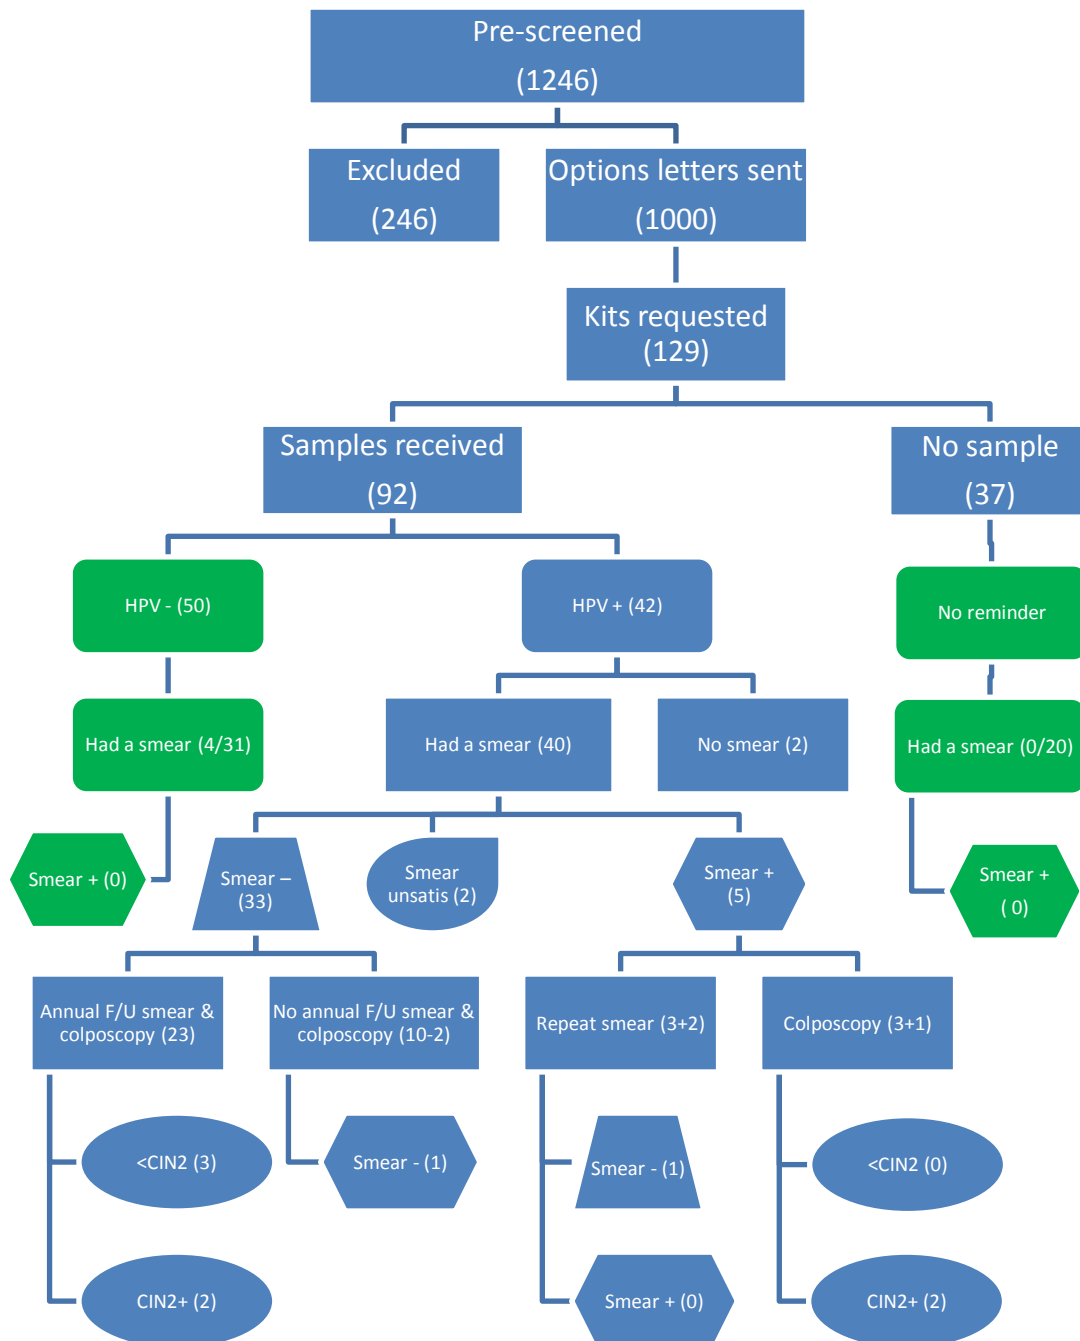 Pre-screened
(1246)
Excluded
(246)
Options letters sent
(1000)
Kits requested
(129)
Samples received
(92)
No sample
(37)
HPV - (50)
HPV + (42)
No reminder
Had a smear (4/31)
Had a smear (40)
No smear (2)
Had a smear (0/20)
Smear + (0)
Smear –
(33)
Smear
unsatis (2)
Smear +
(5)
Smear +
( 0)
Annual F/U smear &
colposcopy (23)
No annual F/U smear &
colposcopy (10-2)
Repeat smear (3+2)
Colposcopy (3+1)
<CIN2 (3)
Smear - (1)
Smear - (1)
<CIN2 (0)
CIN2+ (2)
Smear + (0)
CIN2+ (2)